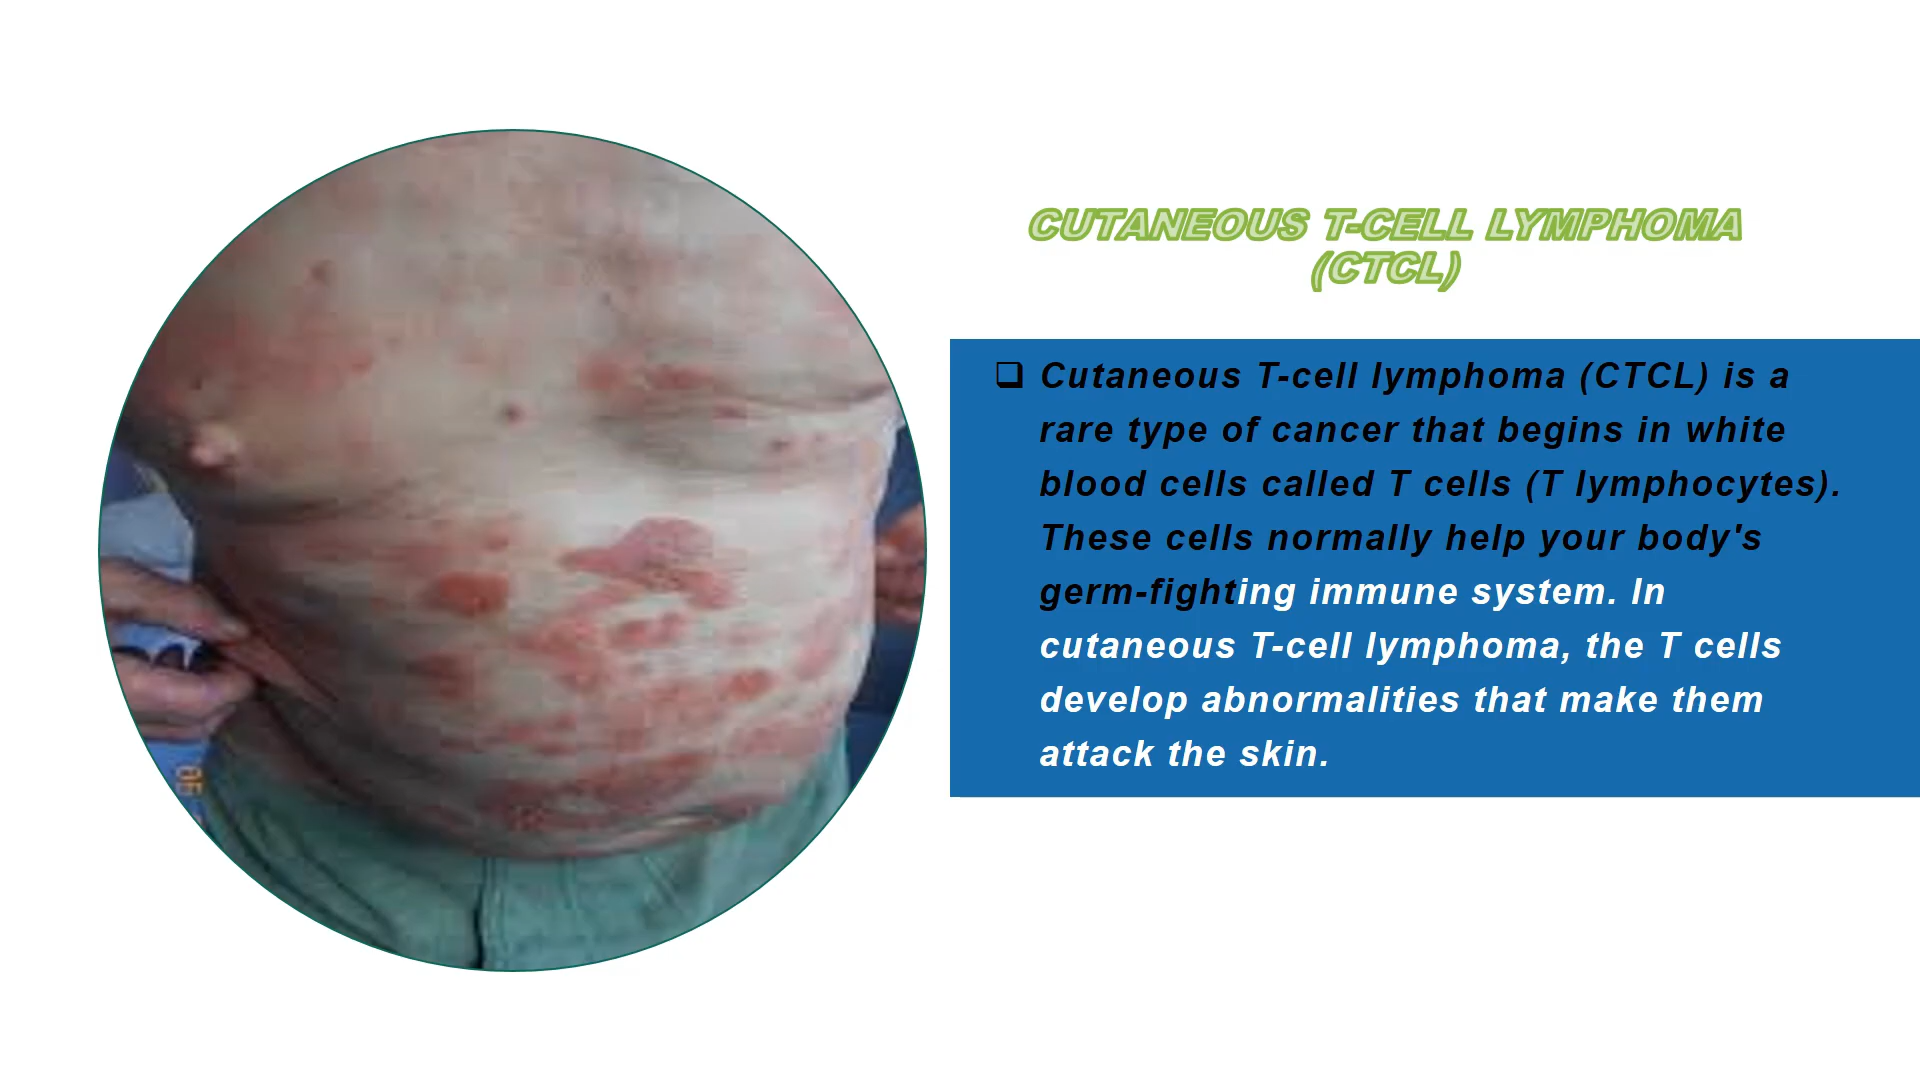 CUTANEOUS T-CELL LYMPHOMA
(CTCL)
Cutaneous T-cell lymphoma (CTCL) is a
rare type of cancer that begins in white
blood cells called T cells (T lymphocytes).
These cells normally help your body's
germ-fighting immune system. In
cutaneous T-cell lymphoma, the T cells
develop abnormalities that make them
attack the skin.